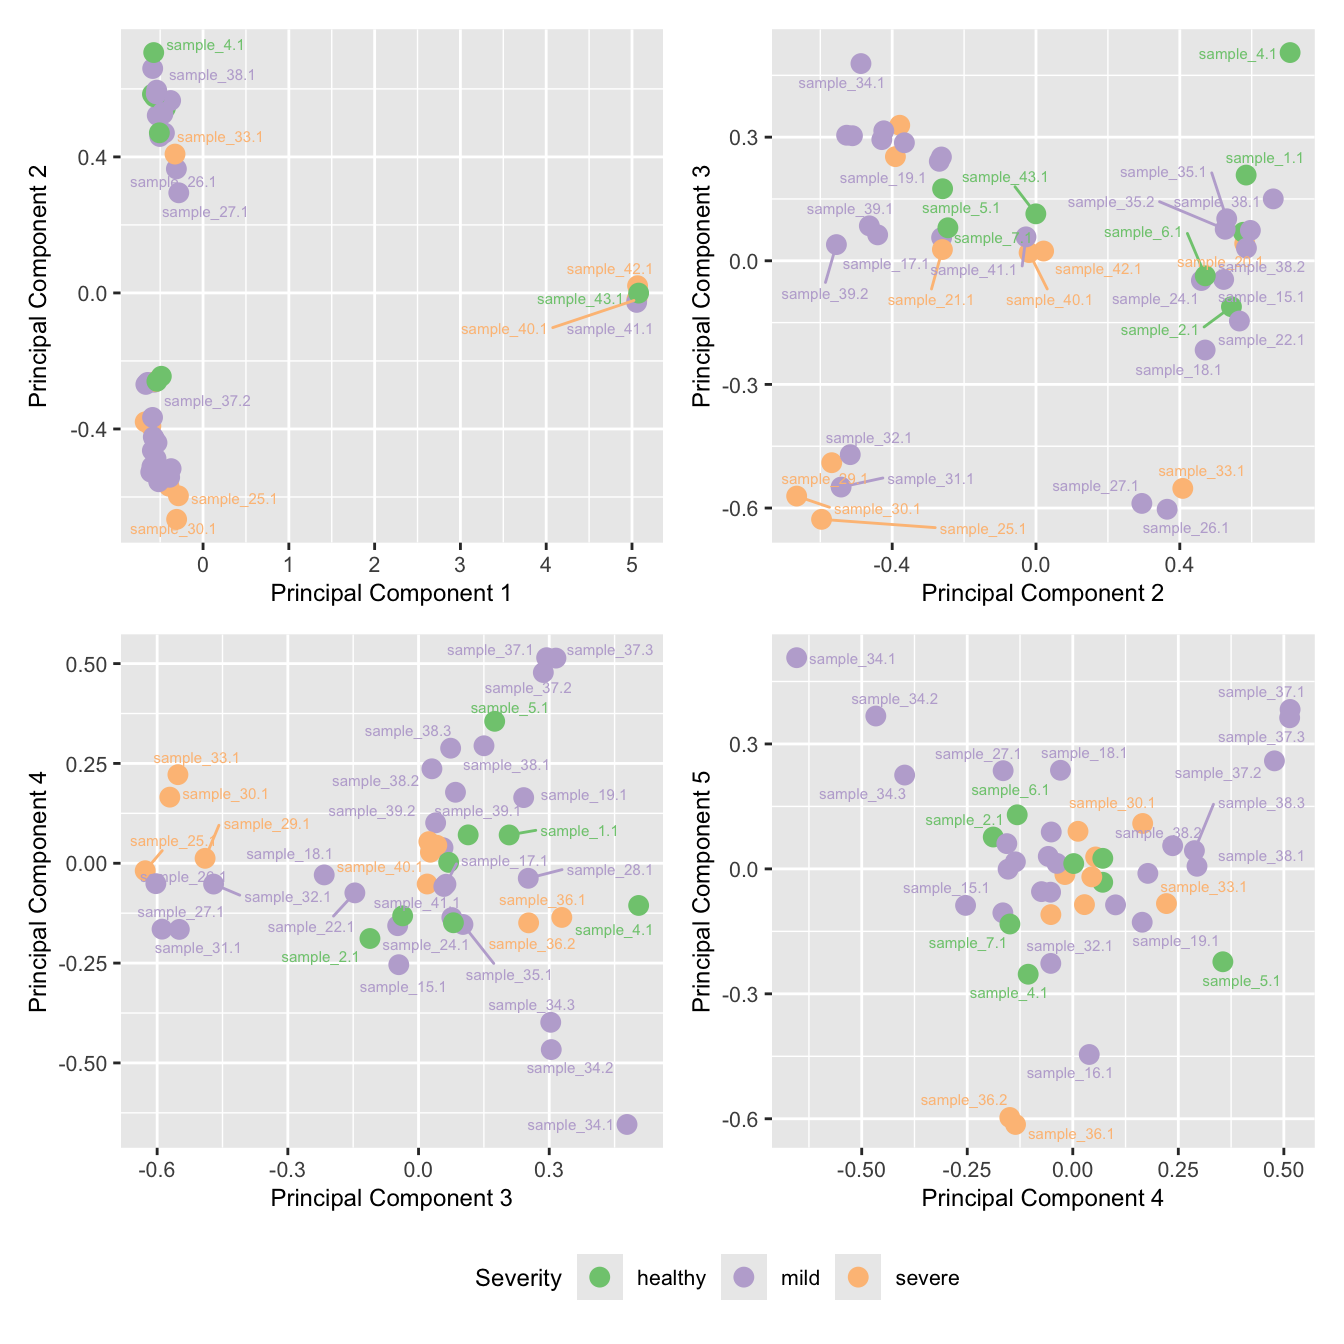 sample_4.1
sample_38.1
sample_33.1
sample_26.1
sample_27.1
sample_42.1
sample_43.1
sample_40.1
sample_41.1
sample_37.2
sample_25.1
sample_30.1
0.4
0.0
-0.4
0
1
2
3
4
5
Principal Component 1
Principal Component 2
sample_4.1
sample_34.1
sample_1.1
sample_43.1
sample_35.1
sample_19.1
sample_35.2
sample_38.1
sample_39.1
sample_5.1
sample_6.1
sample_7.1
sample_17.1
sample_41.1
sample_42.1
sample_38.2
sample_39.2
sample_21.1
sample_40.1
sample_24.1
sample_15.1
sample_2.1
sample_22.1
sample_18.1
sample_32.1
sample_29.1
sample_31.1
sample_33.1
sample_27.1
sample_30.1
sample_25.1
sample_26.1
0.3
0.0
-0.3
-0.6
-0.4
0.0
0.4
Principal Component 2
Principal Component 3
sample_37.1
sample_37.3
sample_37.2
sample_5.1
sample_38.3
sample_33.1
sample_38.1
sample_38.2
sample_30.1
sample_19.1
sample_39.2
sample_39.1
sample_29.1
sample_1.1
sample_25.1
sample_18.1
sample_17.1
sample_40.1
sample_28.1
sample_32.1
sample_41.1
sample_36.1
sample_27.1
sample_22.1
sample_4.1
sample_31.1
sample_24.1
sample_36.2
sample_2.1
sample_35.1
sample_15.1
sample_34.3
sample_34.2
sample_34.1
0.50
0.25
0.00
-0.25
-0.50
-0.6
-0.3
0.0
0.3
Principal Component 3
Principal Component 4
sample_34.1
sample_34.2
sample_37.1
sample_37.3
sample_27.1
sample_18.1
sample_37.2
sample_34.3
sample_6.1
sample_30.1
sample_38.3
sample_2.1
sample_38.2
sample_38.1
sample_15.1
sample_33.1
sample_7.1
sample_32.1
sample_19.1
sample_5.1
sample_4.1
sample_16.1
sample_36.2
sample_36.1
0.3
0.0
-0.3
-0.6
-0.50
-0.25
0.00
0.25
0.50
Principal Component 4
Principal Component 5
Severity
healthy
mild
severe